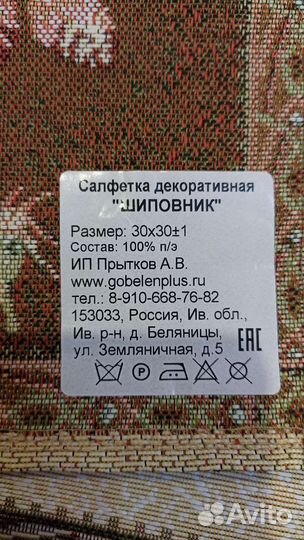 Салфетка декоративная
"ШИПОВНИК"
Размер: 30х30±1
Состав: 100% п/э
ИП Прытков А.В.
www.gobelenplus.ru
тел.: 8-910-668-76-82
153033, Россия, Ив. обл.,
Ив. р-н, д. Беляницы,
ул. Земляничная, д.5
EAC
P
Avito